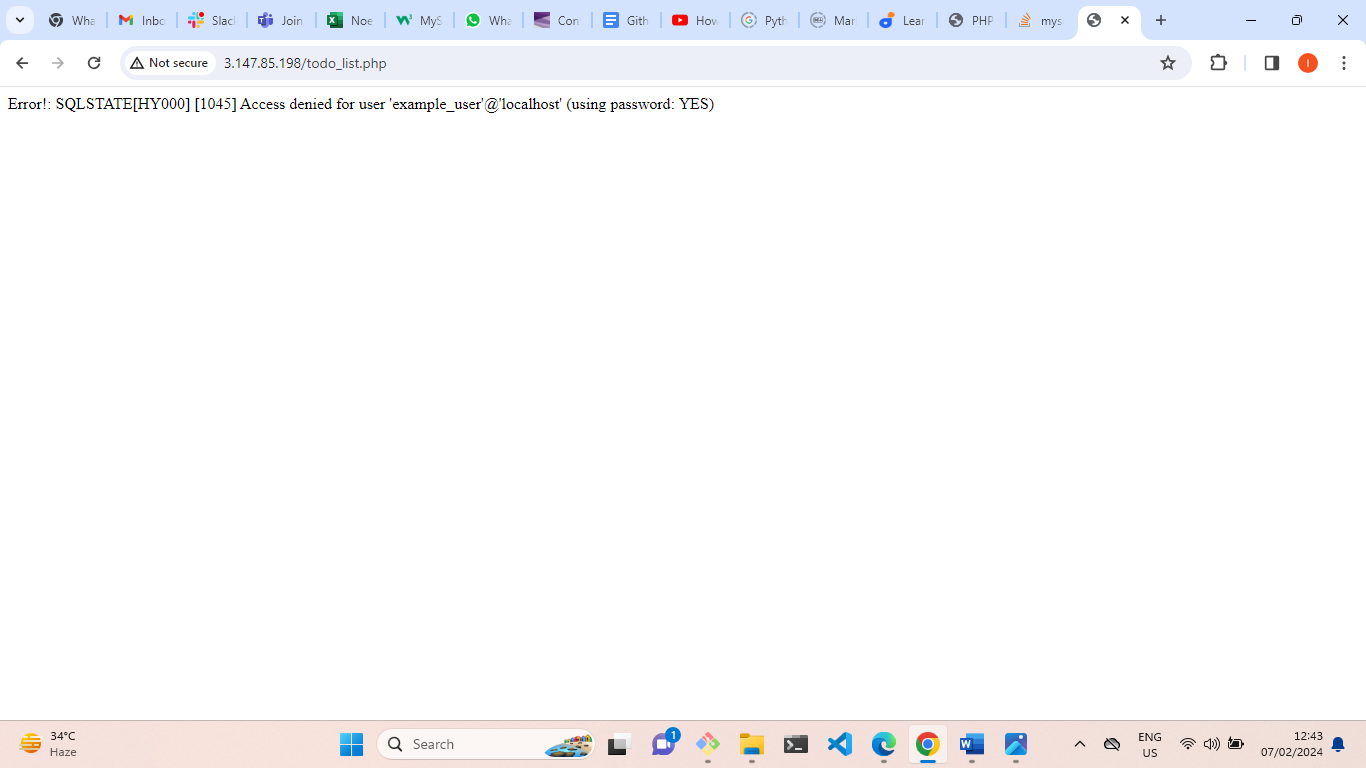 Wha
Inbo
Slack
Join
Noe
MyS
Wha
Con
Gith
How
Pyth
Mar
Lear
PHP
mys
Not secure
3.147.85.198/todo_list.php
I
Error!: SQLSTATE[HY000] [1045] Access denied for user 'example_user'@'localhost' (using password: YES)
34°C
Haze
Search
1
ENG
US
12:43
07/02/2024